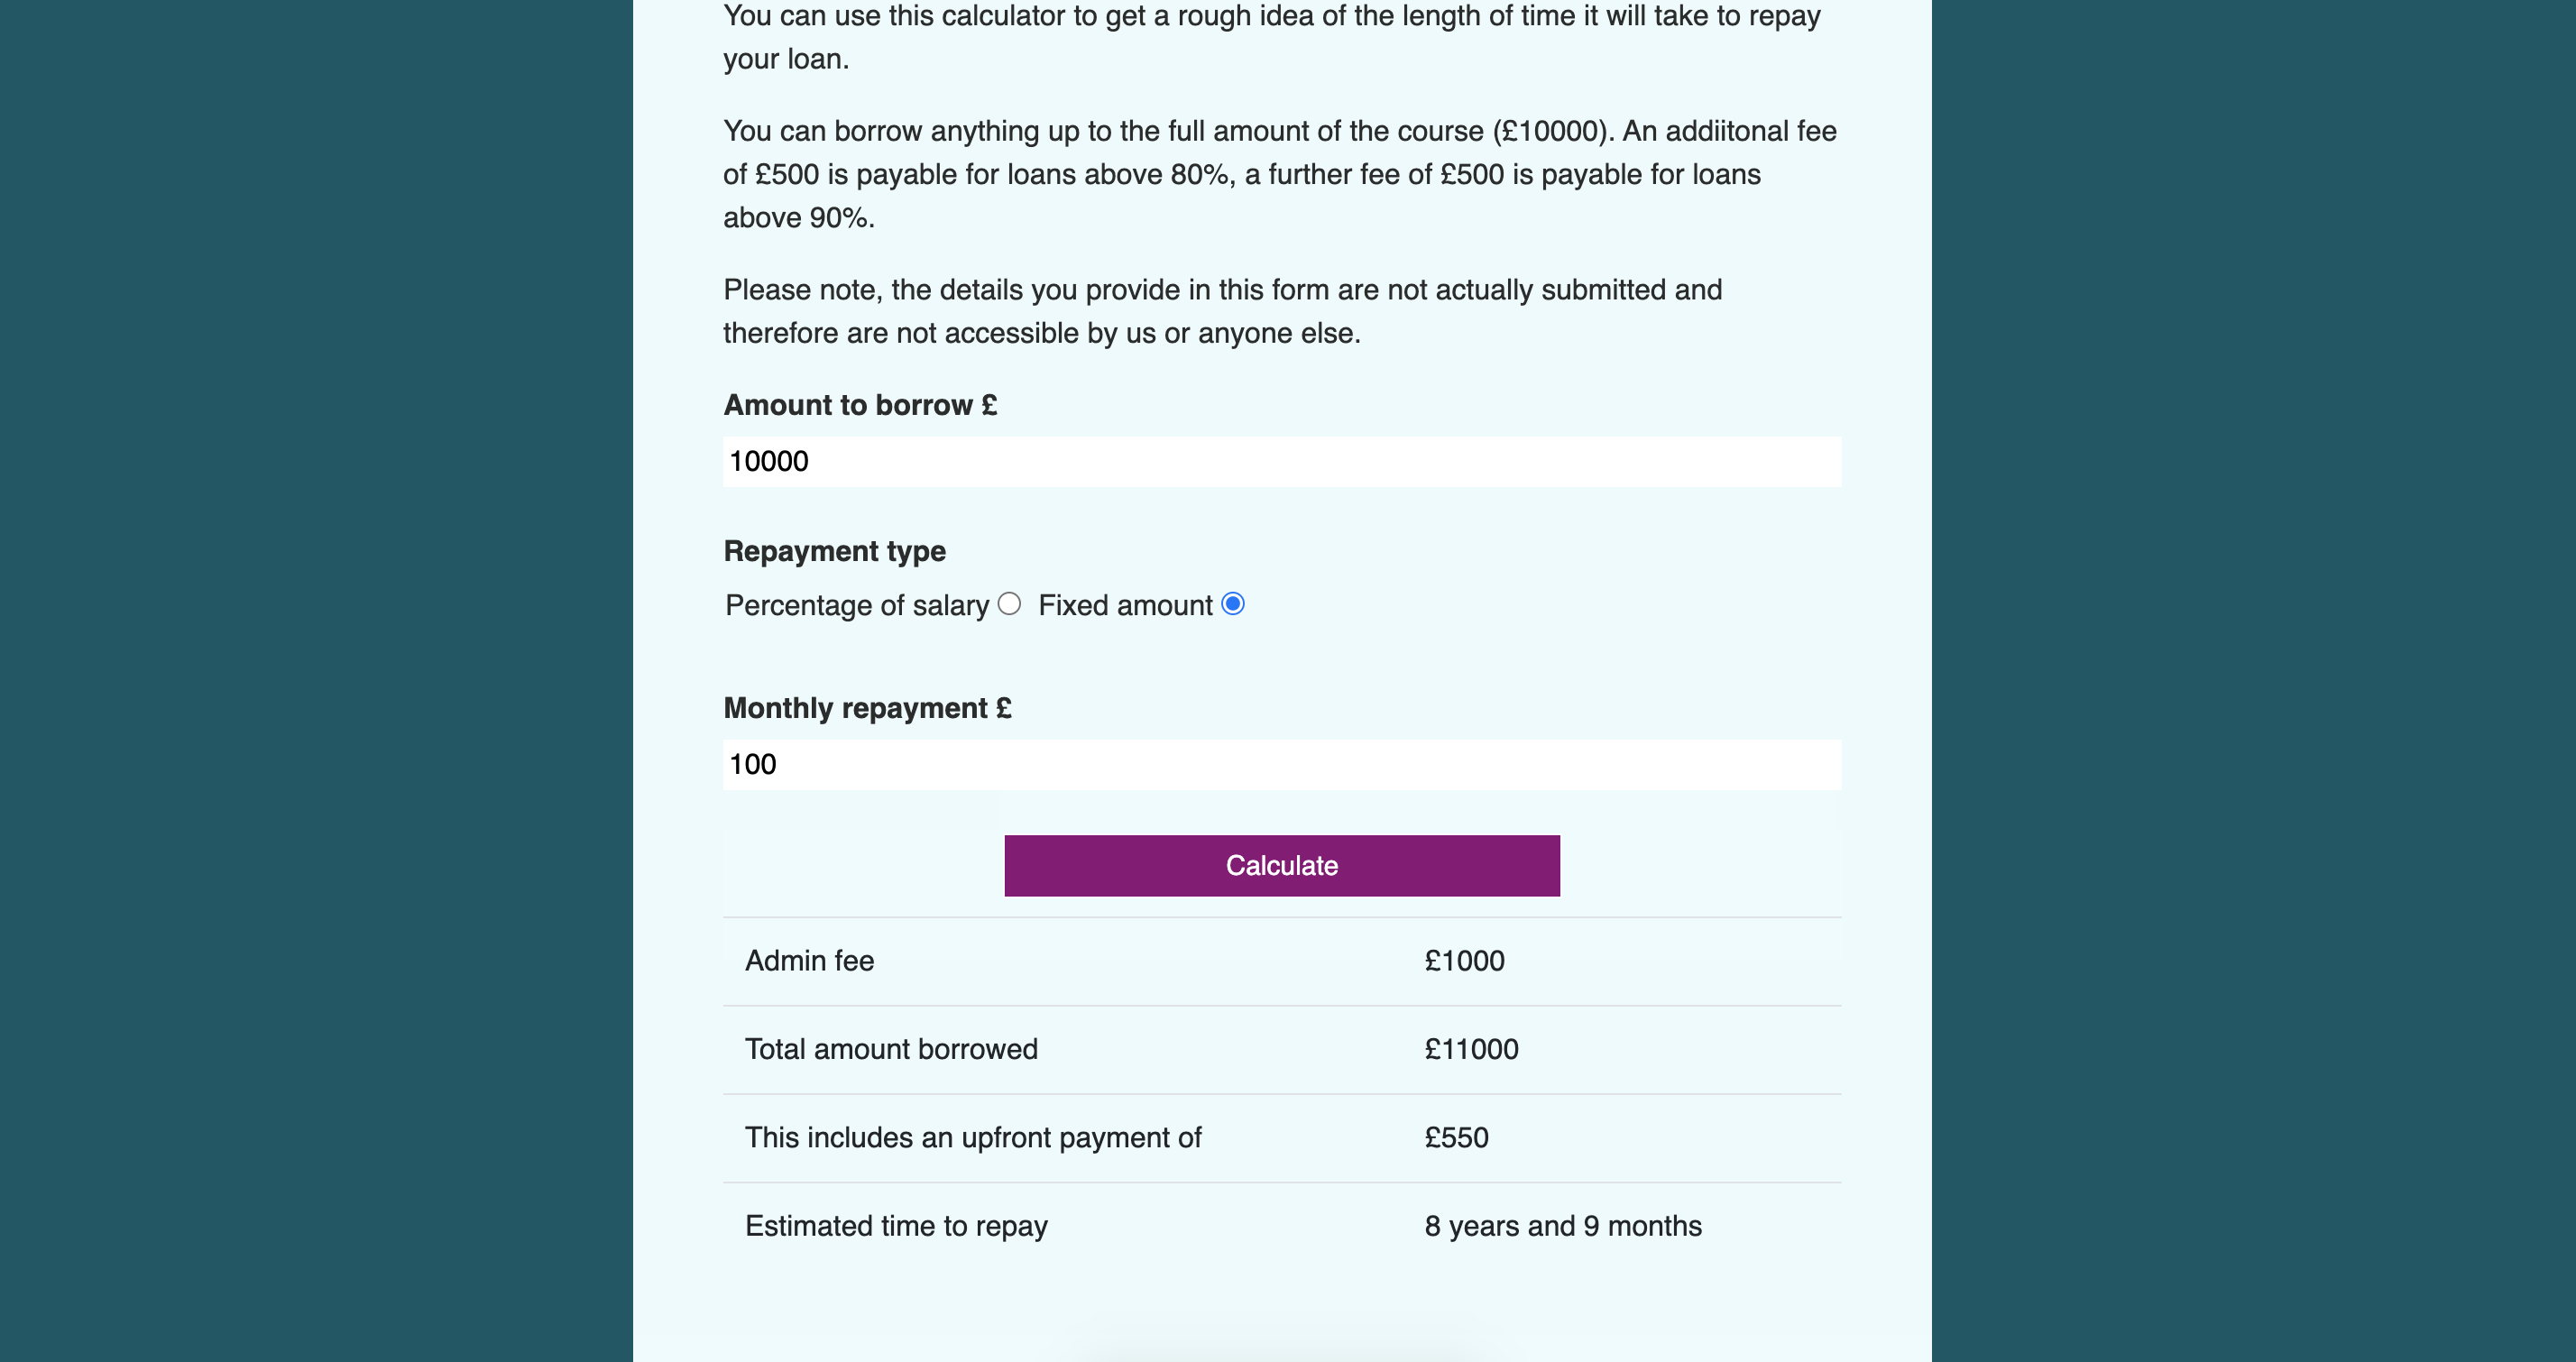 You can use this calculator to get a rough idea of the length of time it will take to repay
your loan.
You can borrow anything up to the full amount of the course (£10000). An addiitonal fee
of £500 is payable for loans above 80%, a further fee of £500 is payable for loans
above 90%.
Please note, the details you provide in this form are not actually submitted and
therefore are not accessible by us or anyone else.
Amount to borrow £
10000
Repayment type
Percentage of salary Fixed amount
Monthly repayment £
100
Calculate
Admin fee £1000
Total amount borrowed £11000
This includes an upfront payment of £550
Estimated time to repay 8 years and 9 months